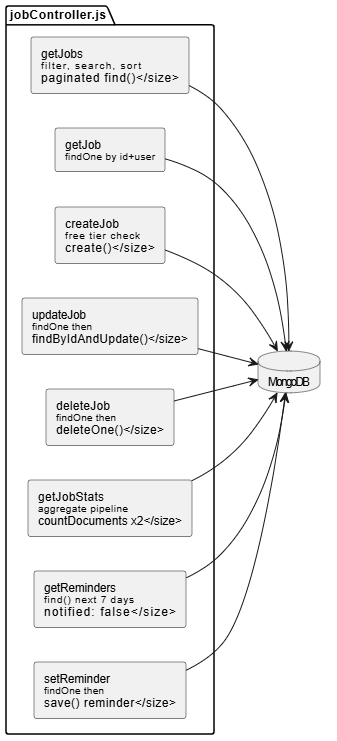 jobController.js
getJobs
filter, search, sort
paginated find()</size>
getJob
findOne by id+user
createJob
free tier check
create()</size>
updateJob
findOne then
findByIdAndUpdate()</size>
MongoDB
deleteJob
findOne then
deleteOne()</size>
getJobStats
aggregate pipeline
countDocuments x2</size>
getReminders
find() next 7 days
notified: false</size>
setReminder
findOne then
save() reminder</size>